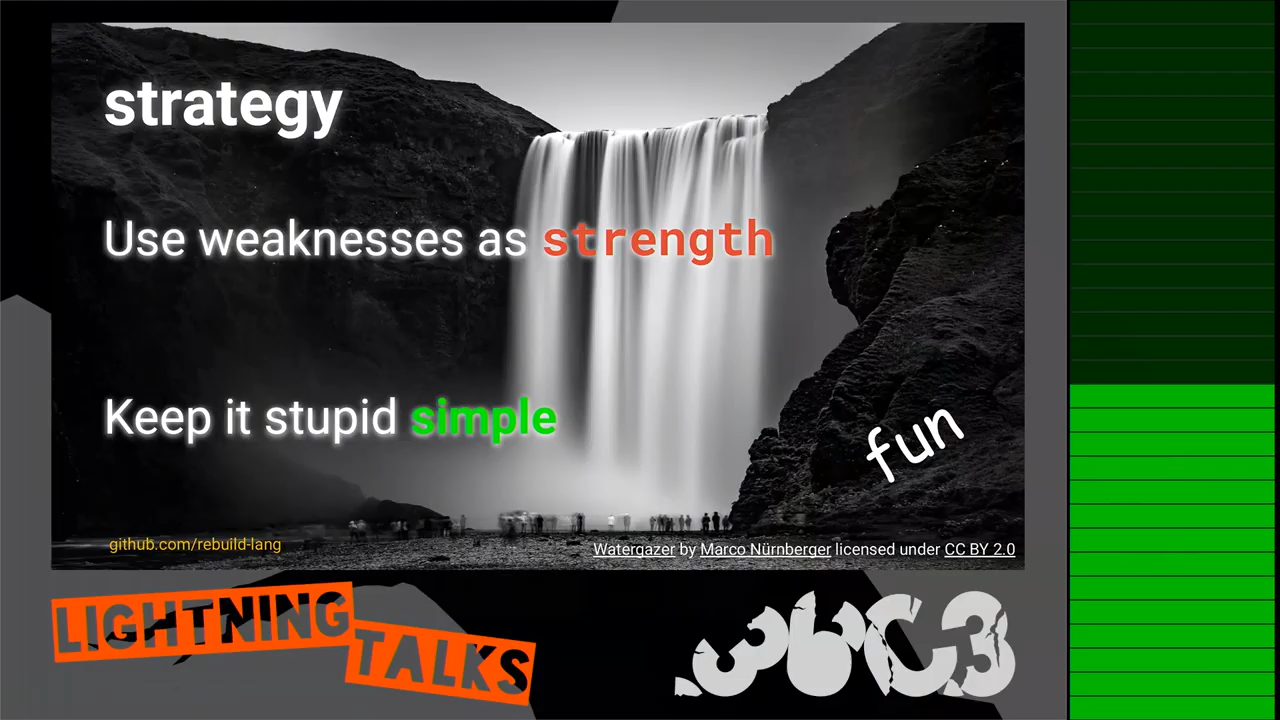 strategy
Use weaknesses as strength
Keep it stupid simple
fun
github.com/rebuild-lang
Watergazer by Marco Nürnberger licensed under CC BY 2.0
LIGHTNING
TALKS
36C3